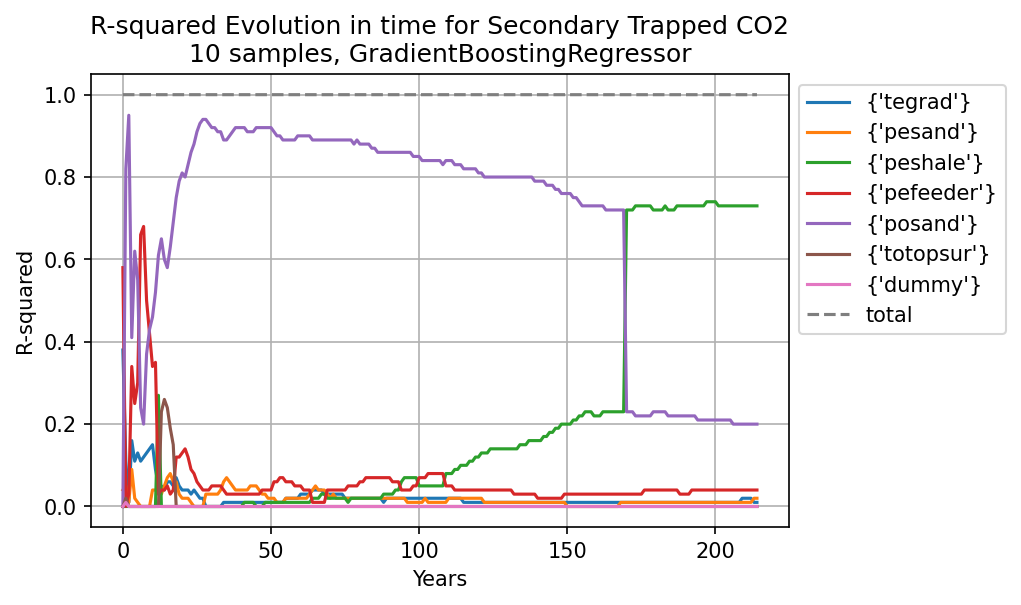 R-squared Evolution in time for Secondary Trapped CO2
10 samples, GradientBoostingRegressor
R-squared
1.0
0.8
0.6
0.4
0.2
0.0
0
50
100
150
200
Years
{'tegrad'}
{'pesand'}
{'peshale'}
{'pefeeder'}
{'posand'}
{'totopsur'}
{'dummy'}
total